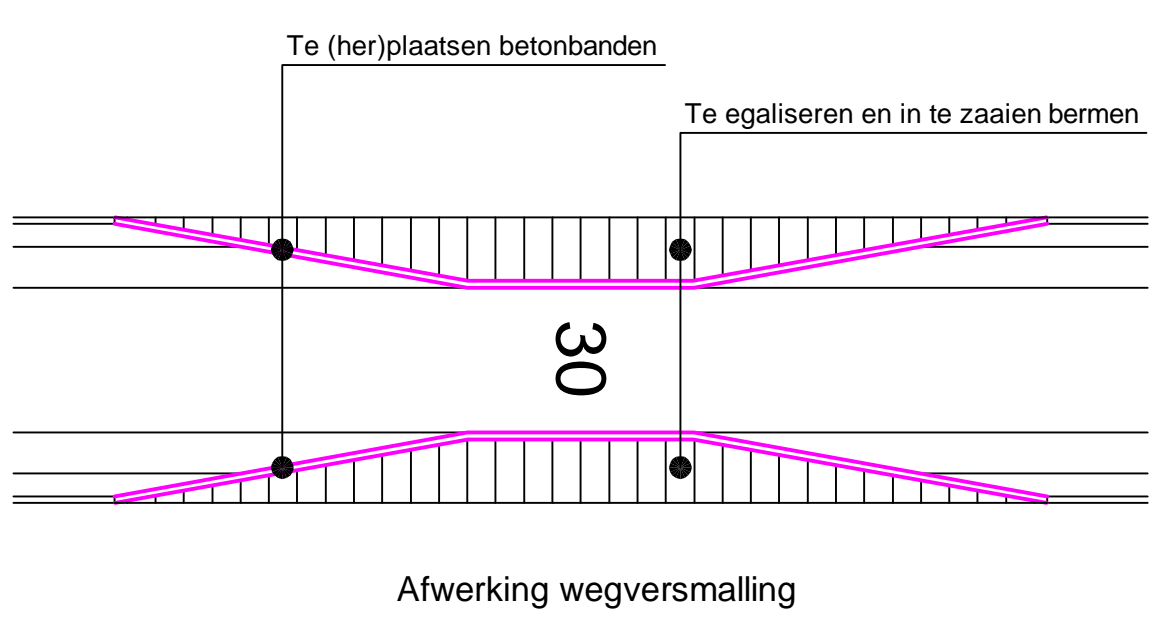 Te (her)plaatsen betonbanden
Te egaliseren en in te zaaien bermen
30
Afwerking wegversmalling